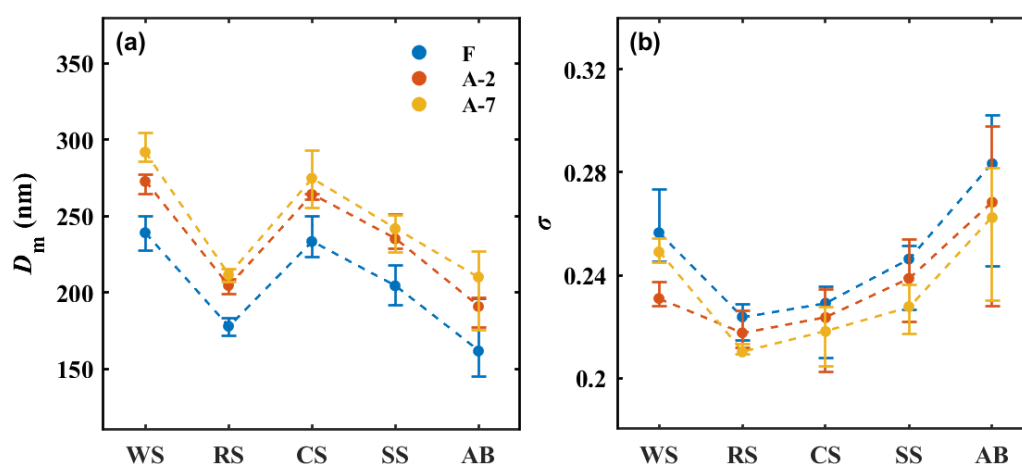 (a)
F
A-2
A-7
350
300
250
200
150
Dm (nm)
WS RS CS SS AB
(b)
0.32
0.28
0.24
0.2
σ
WS RS CS SS AB